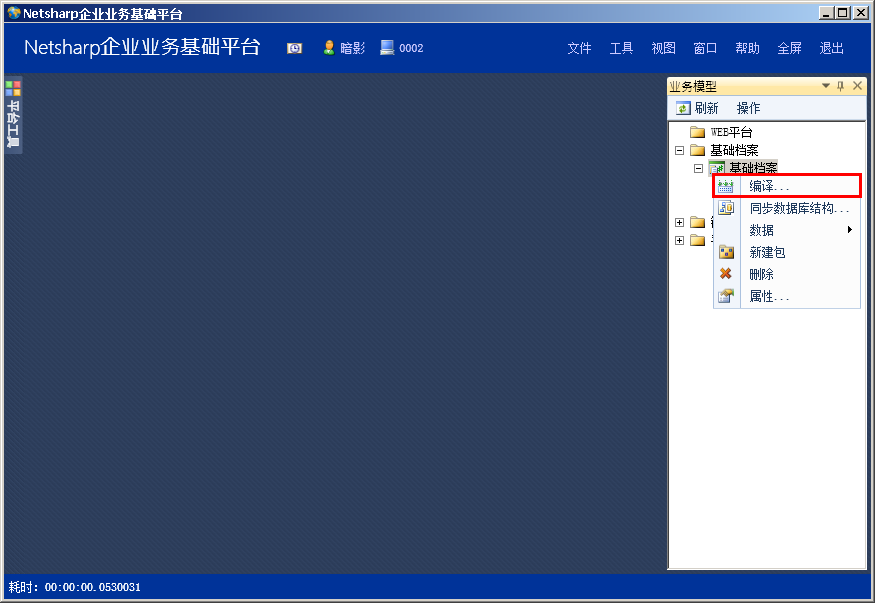 Netsharp企业业务基础平台
Netsharp企业业务基础平台 暗影 0002 文件 工具 视图 窗口 帮助 全屏 退出
平台工具
业务模型
刷新 操作
WEB平台
基础档案
基础档案
编译...
同步数据库结构...
数据
新建包
删除
属性...
耗时: 00:00:00.0530031